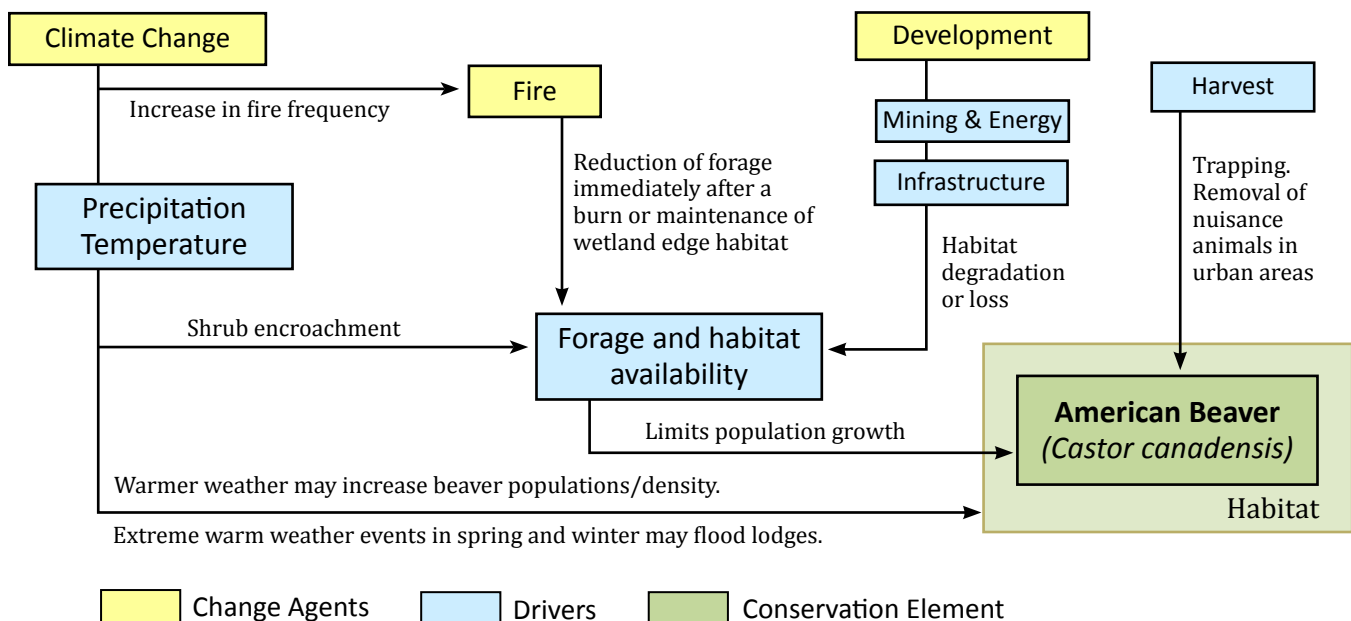 Climate Change
Development
Fire
Harvest
Increase in fire frequency
Mining & Energy
Infrastructure
Precipitation
Temperature
Reduction of forage
immediately after a
burn or maintenance of
wetland edge habitat
Trapping.
Removal of
nuisance
animals in
urban areas
Habitat
degradation
or loss
Shrub encroachment
Forage and habitat
availability
American Beaver
(Castor canadensis)
Habitat
Limits population growth
Warmer weather may increase beaver populations/density.
Extreme warm weather events in spring and winter may flood lodges.
Change Agents
Drivers
Conservation Element